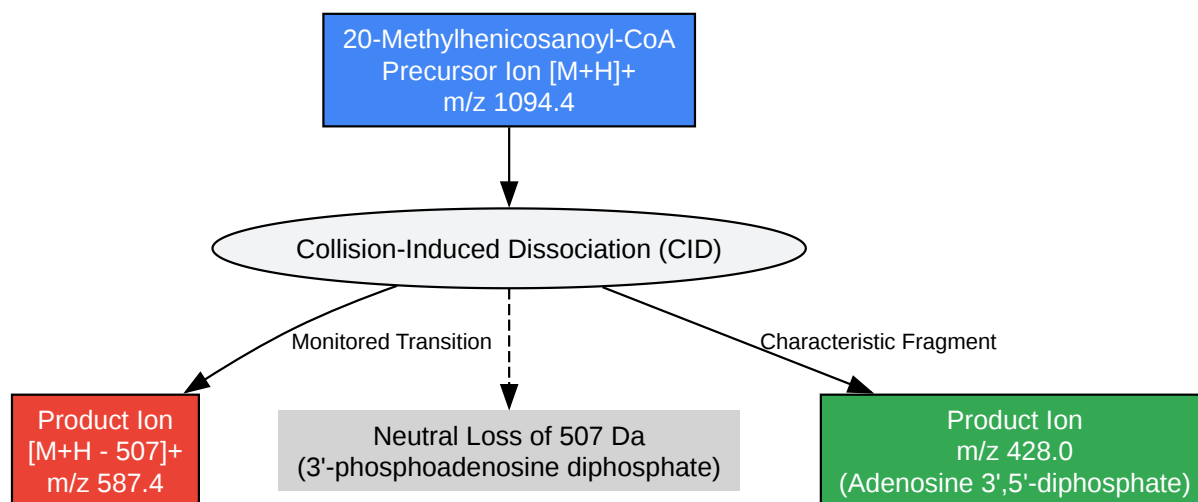 20-Methylhenicosanoyl-CoA
Precursor Ion [M+H]+
m/z 1094.4
Collision-Induced Dissociation (CID)
Monitored Transition
Characteristic Fragment
Product Ion
[M+H - 507]+
m/z 587.4
Neutral Loss of 507 Da
(3'-phosphoadenosine diphosphate)
Product Ion
m/z 428.0
(Adenosine 3',5'-diphosphate)